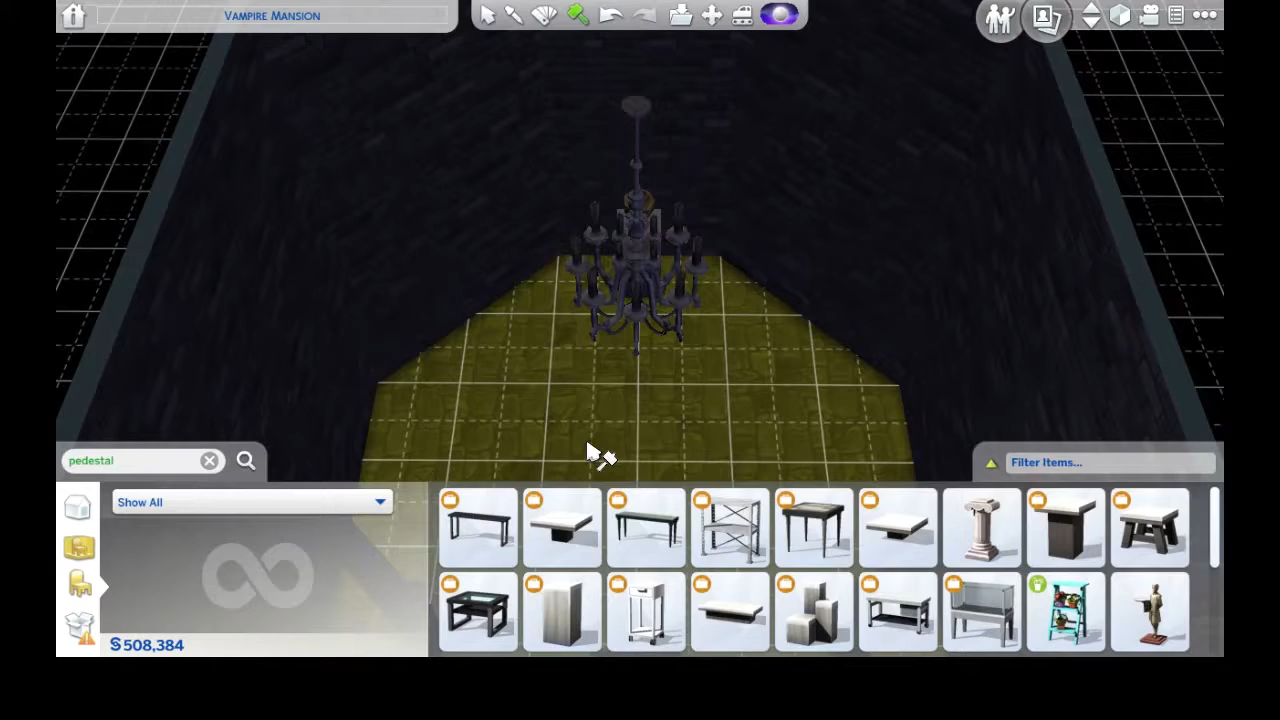 VAMPIRE MANSION
pedestal
Filter Items...
Show All
§508,384